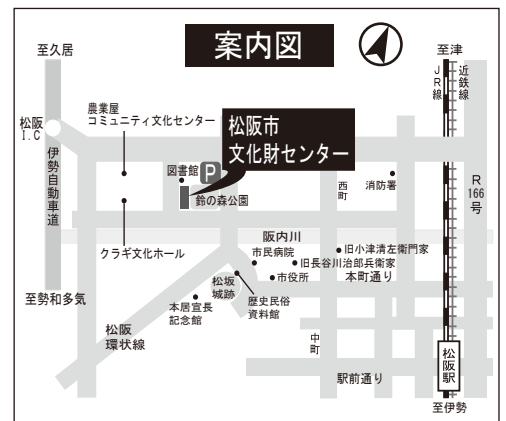 案内図
至久居
至津
JR線
近鉄線
農業屋
コミュニティ文化センター
松阪
I.C
松阪市
文化財センター
伊勢自動車道
図書館
P
鈴の森公園
西町
消防署
R
166
号
クラギ文化ホール
阪内川
市民病院
旧小津清左衛門家
旧長谷川治郎兵衛家
本町通り
市役所
松坂
城跡
歴史民俗
資料館
本居宣長
記念館
至勢和多気
松阪
環状線
中町
駅前通り
松阪駅
至伊勢